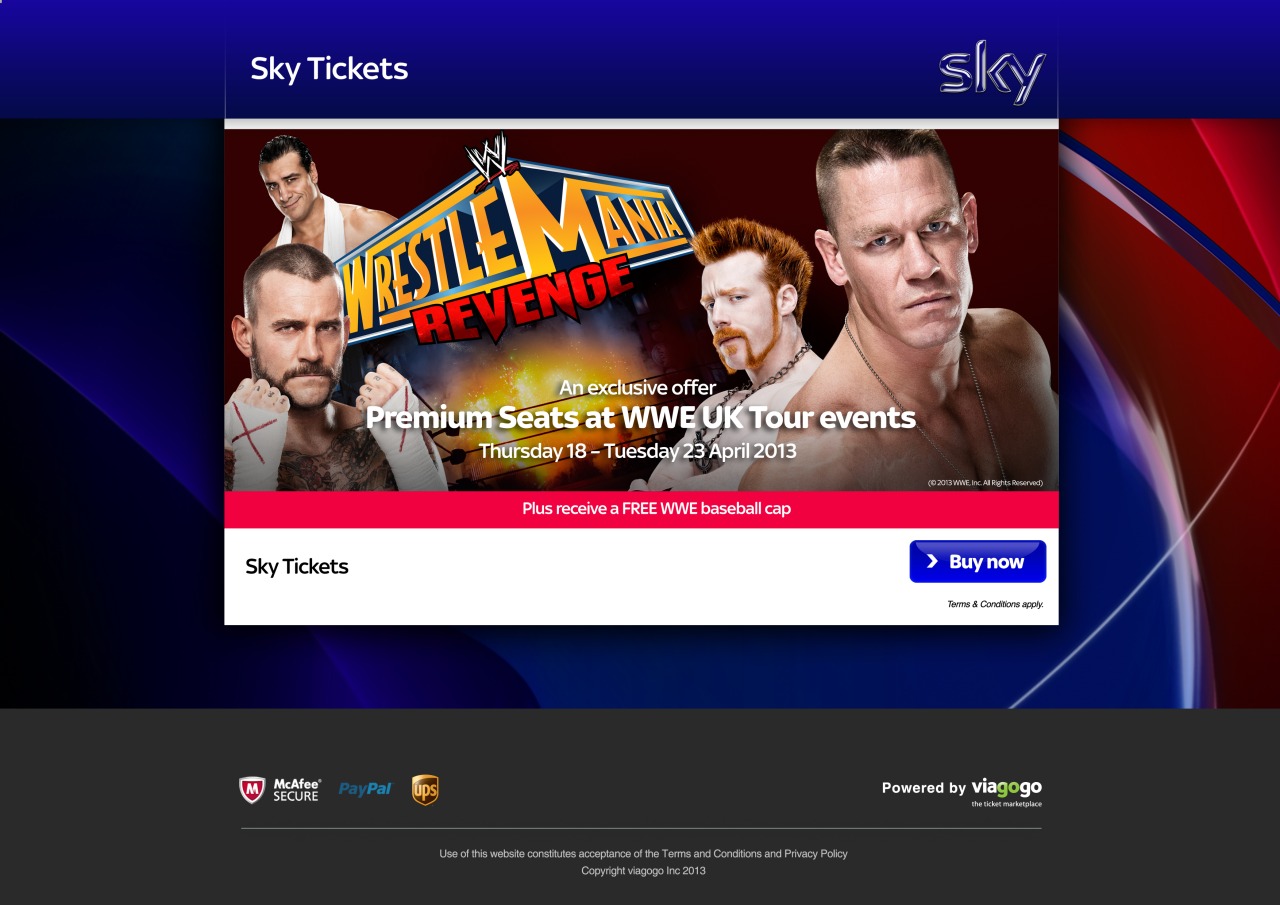 Sky Tickets
sky
W
WRESTLEMANIA
REVENGE
An exclusive offer
Premium Seats at WWE UK Tour events
Thursday 18 – Tuesday 23 April 2013
(© 2013 WWE, Inc. All Rights Reserved)
Plus receive a FREE WWE baseball cap
Sky Tickets
Buy now
Terms & Conditions apply.
M McAfee® SECURE
PayPal
ups
Powered by viagogo
the ticket marketplace
Use of this website constitutes acceptance of the Terms and Conditions and Privacy Policy
Copyright viagogo Inc 2013